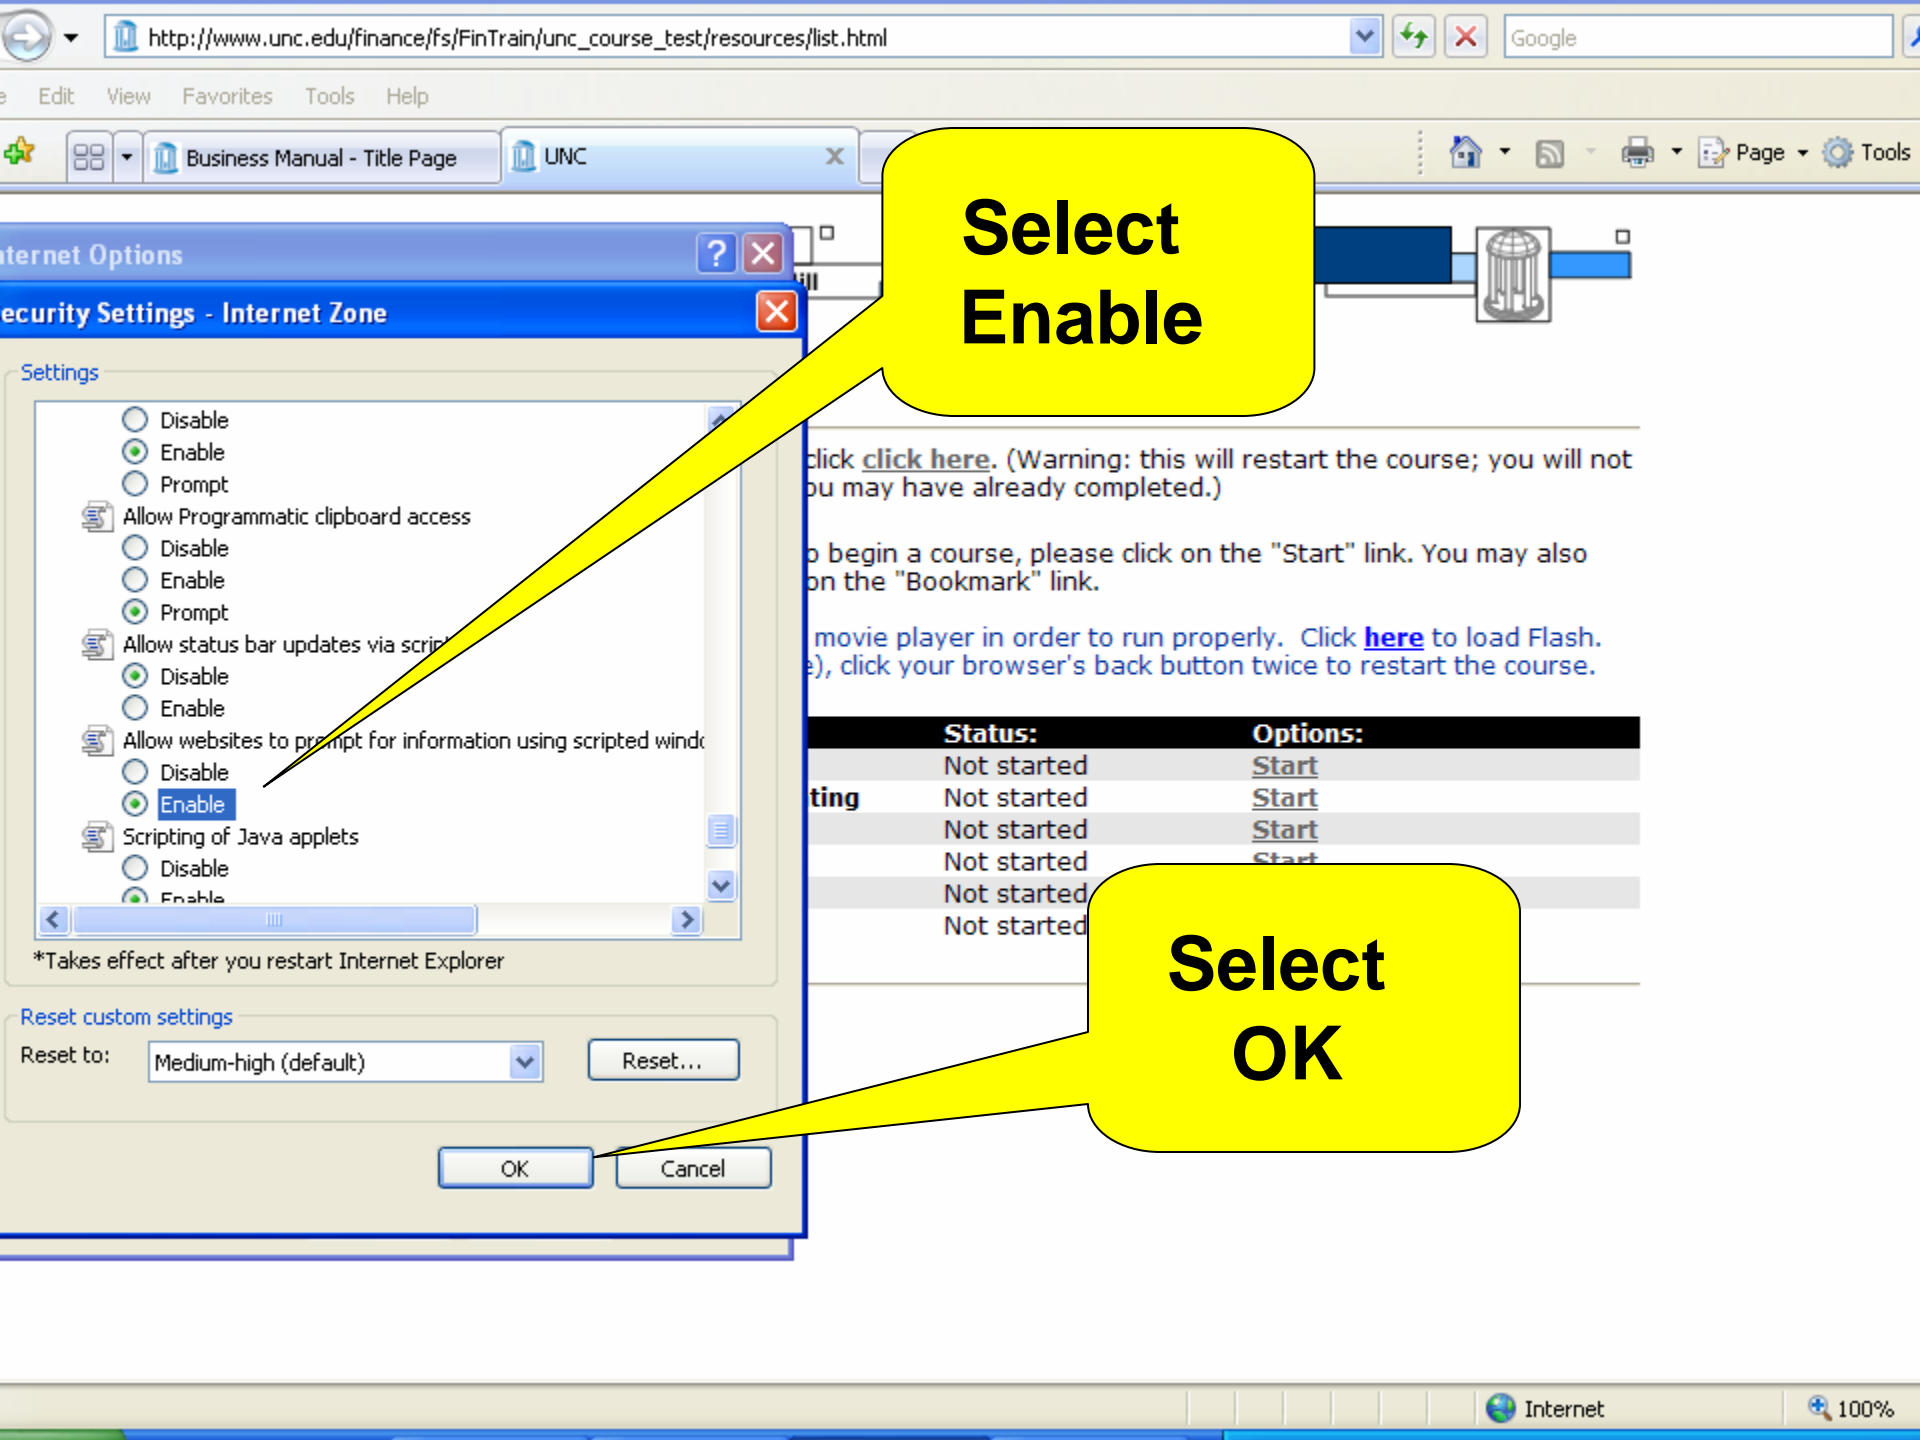 http://www.unc.edu/finance/fs/FinTrain/unc_course_test/resources/list.html
Google
Edit View Favorites Tools Help
Business Manual - Title Page
UNC
Page
Tools
Select
Enable
ternet Options
ecurity Settings - Internet Zone
Settings
Disable
Enable
Prompt
Allow Programmatic clipboard access
Disable
Enable
Prompt
Allow status bar updates via script
Disable
Enable
Allow websites to prompt for information using scripted windo
Disable
Enable
Scripting of Java applets
Disable
Enable
*Takes effect after you restart Internet Explorer
Reset custom settings
Reset to: Medium-high (default) Reset...
OK Cancel
click click here. (Warning: this will restart the course; you will not
ou may have already completed.)
o begin a course, please click on the "Start" link. You may also
on the "Bookmark" link.
movie player in order to run properly. Click here to load Flash.
e), click your browser's back button twice to restart the course.
Status: Options:
Not started Start
ting Not started Start
Not started Start
Not started Start
Not started
Not started
Select
OK
Internet 100%